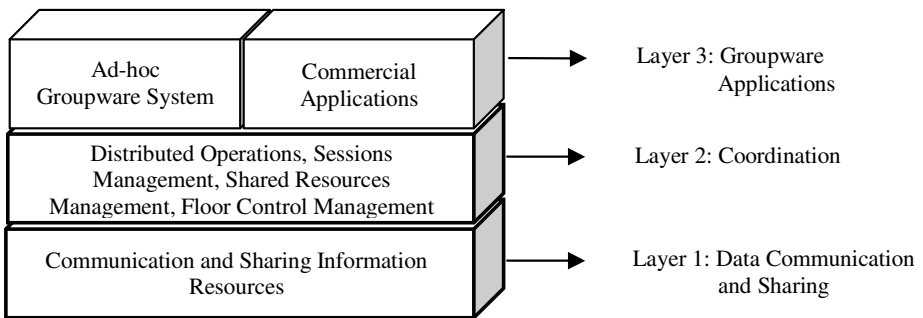 Ad-hoc
Groupware System
Commercial
Applications
Layer 3: Groupware
Applications
Distributed Operations, Sessions
Management, Shared Resources
Management, Floor Control Management
Layer 2: Coordination
Communication and Sharing Information
Resources
Layer 1: Data Communication
and Sharing